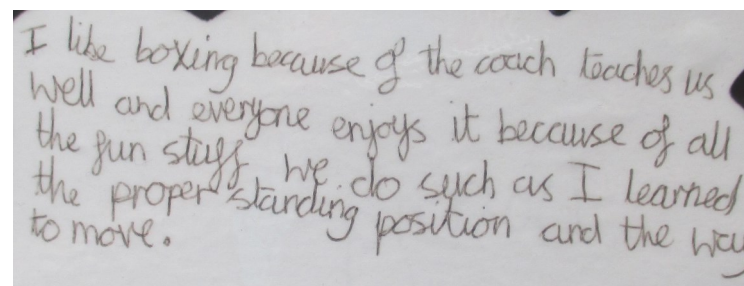 I like boxing because of the coach teaches us
well and everyone enjoys it because of all
the fun stuff we do such as I learned
the proper standing position and the way
to move.